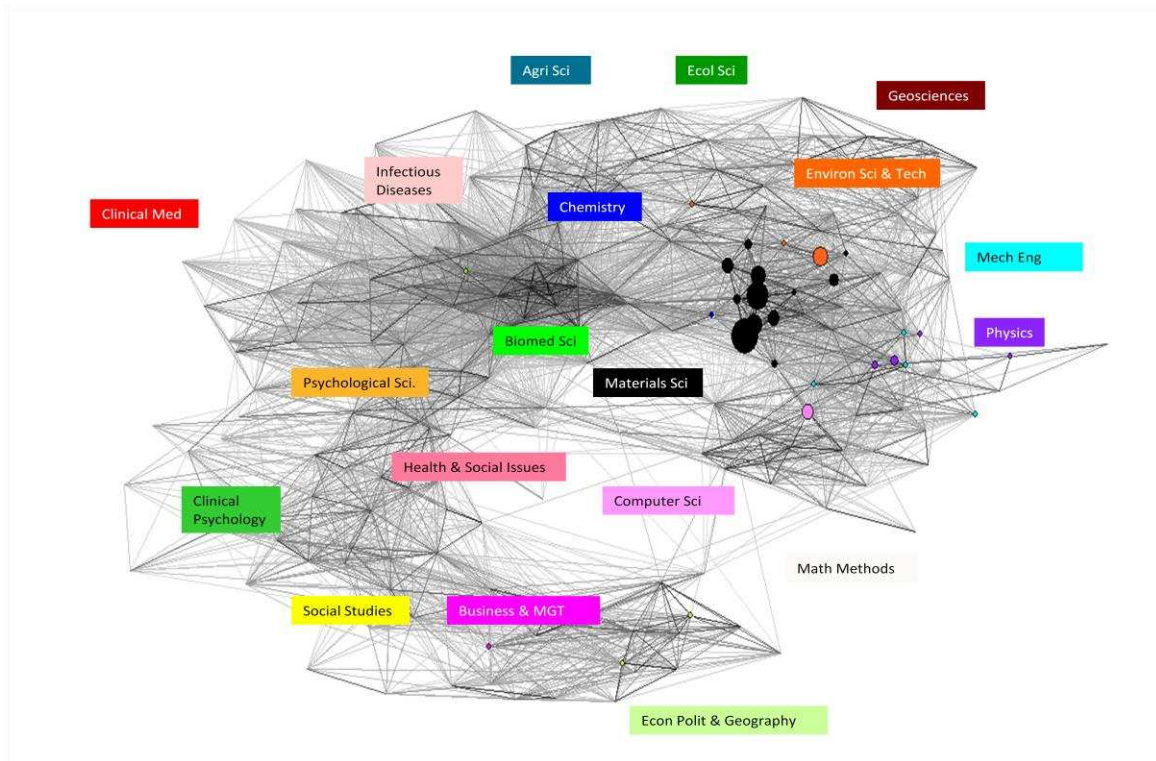 Agri Sci
Ecol Sci
Geosciences
Infectious
Diseases
Environ Sci & Tech
Clinical Med
Chemistry
Mech Eng
Biomed Sci
Physics
Psychological Sci.
Materials Sci
Health & Social Issues
Clinical
Psychology
Computer Sci
Math Methods
Social Studies
Business & MGT
Econ Polit & Geography